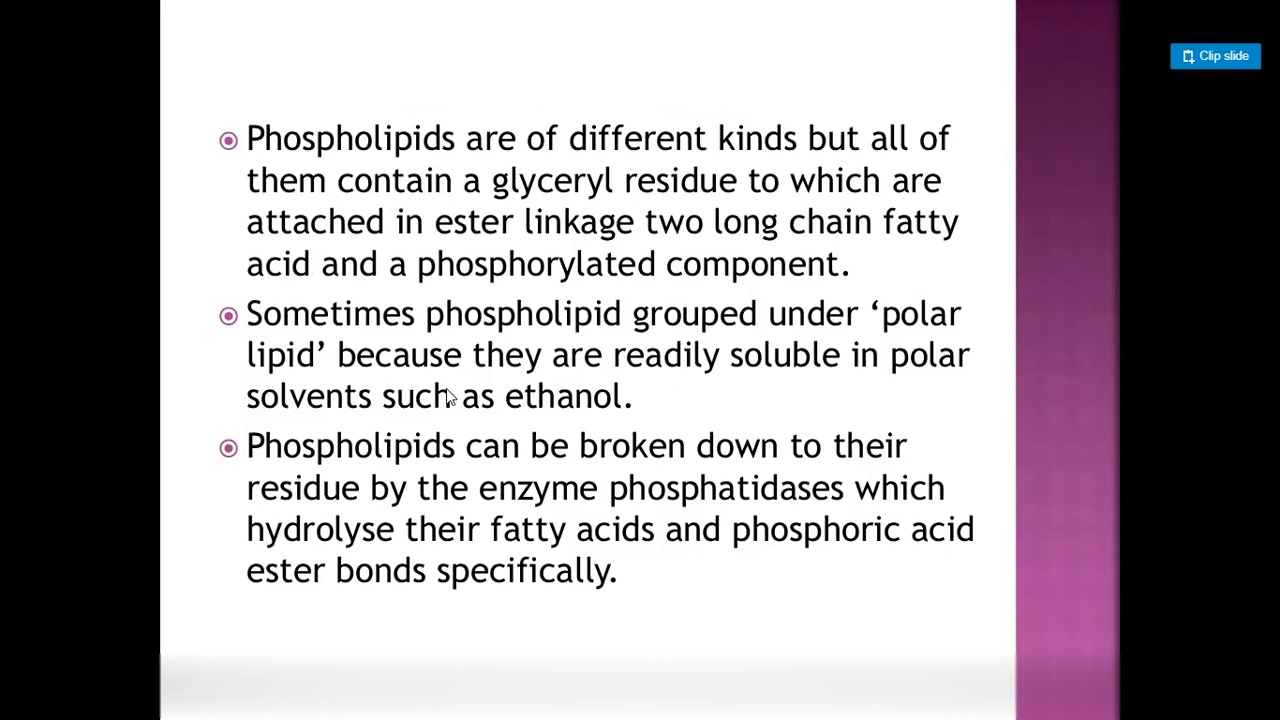 Clip slide
Phospholipids are of different kinds but all of
them contain a glyceryl residue to which are
attached in ester linkage two long chain fatty
acid and a phosphorylated component.
Sometimes phospholipid grouped under ‘polar
lipid’ because they are readily soluble in polar
solvents such as ethanol.
Phospholipids can be broken down to their
residue by the enzyme phosphatidases which
hydrolyse their fatty acids and phosphoric acid
ester bonds specifically.